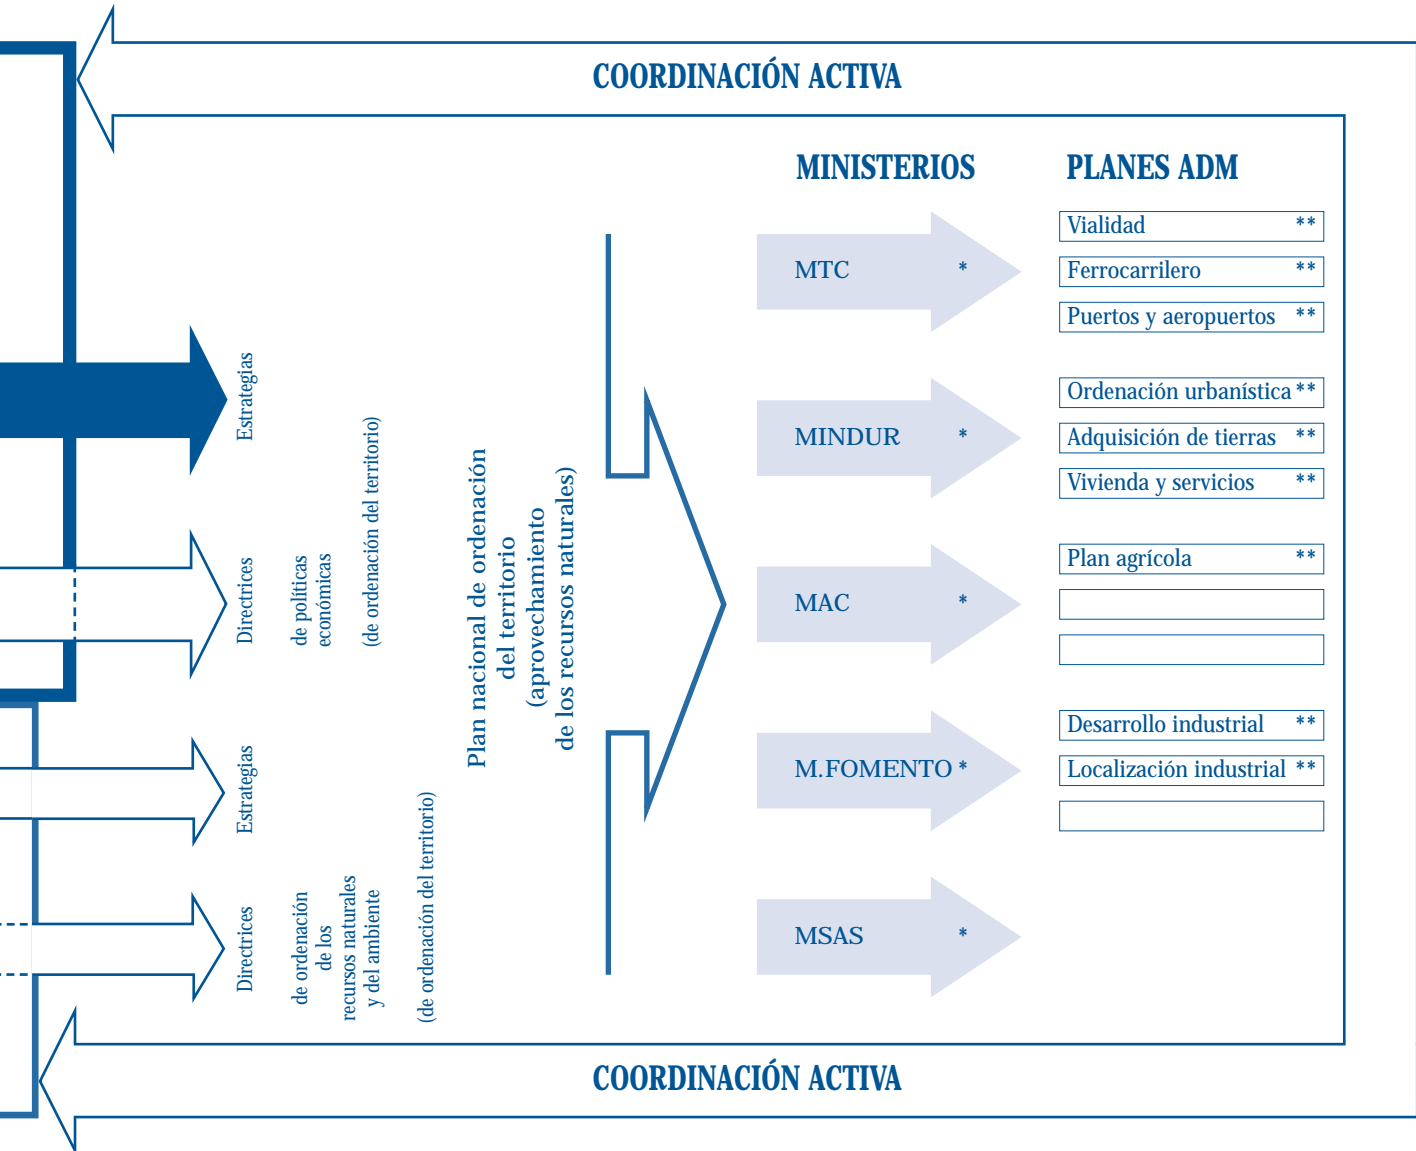 COORDINACIÓN ACTIVA
MINISTERIOS
PLANES ADM
Estrategias
Directrices
de políticas
económicas
(de ordenación del territorio)
Estrategias
Directrices
de ordenación
de los
recursos naturales
y del ambiente
(de ordenación del territorio)
Plan nacional de ordenación
del territorio
(aprovechamiento
de los recursos naturales)
MTC *
Vialidad **
Ferrocarrilero **
Puertos y aeropuertos **
MINDUR *
Ordenación urbanística **
Adquisición de tierras **
Vivienda y servicios **
MAC *
Plan agrícola **
M.FOMENTO *
Desarrollo industrial **
Localización industrial **
MSAS *
COORDINACIÓN ACTIVA